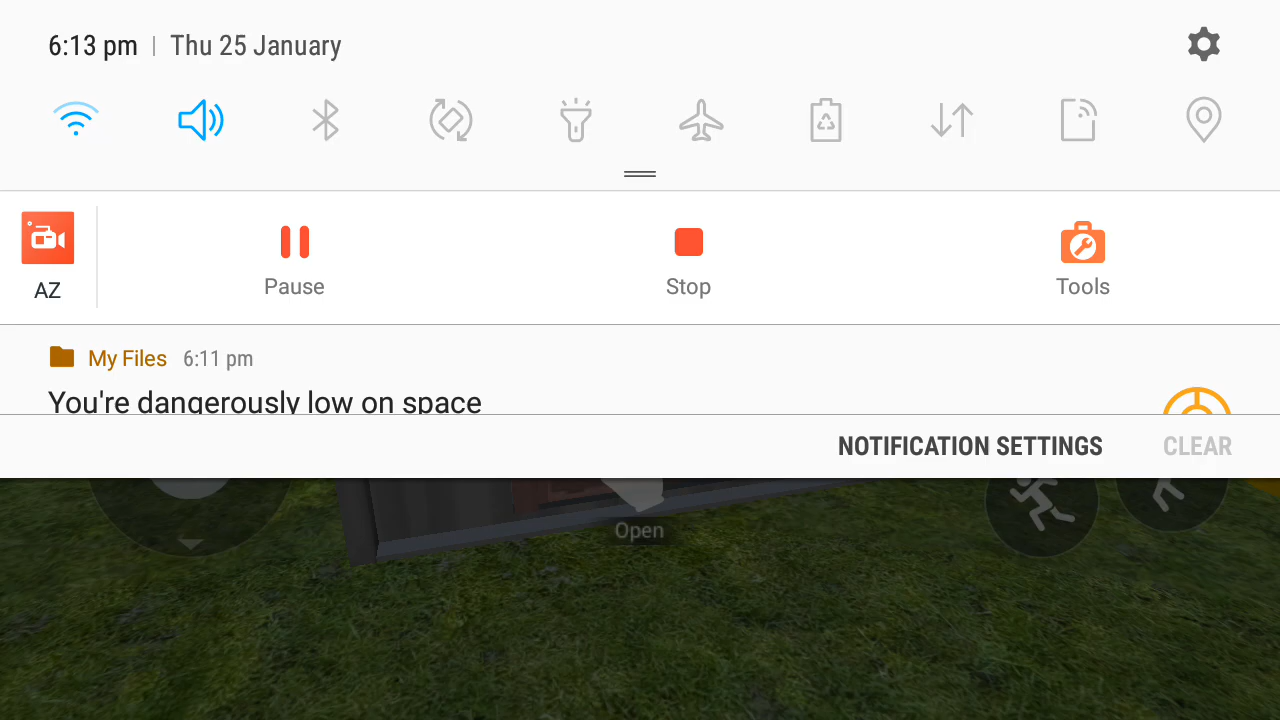 6:13 pm | Thu 25 January
AZ
Pause
Stop
Tools
My Files 6:11 pm
You're dangerously low on space
NOTIFICATION SETTINGS
CLEAR
Open